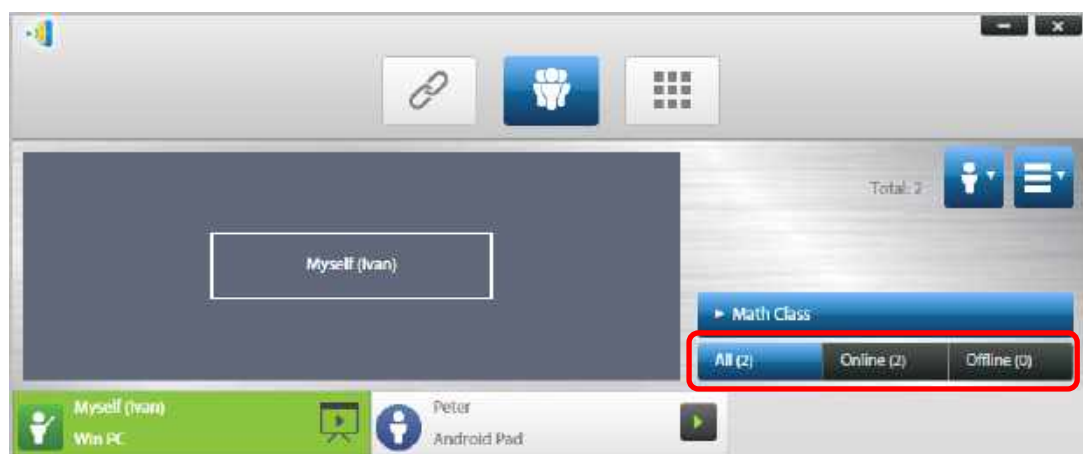 Total: 2
Myself (Ivan)
Math Class
All (2) Online (2) Offline (0)
Myself (Ivan)
Win PC
Peter
Android Pad